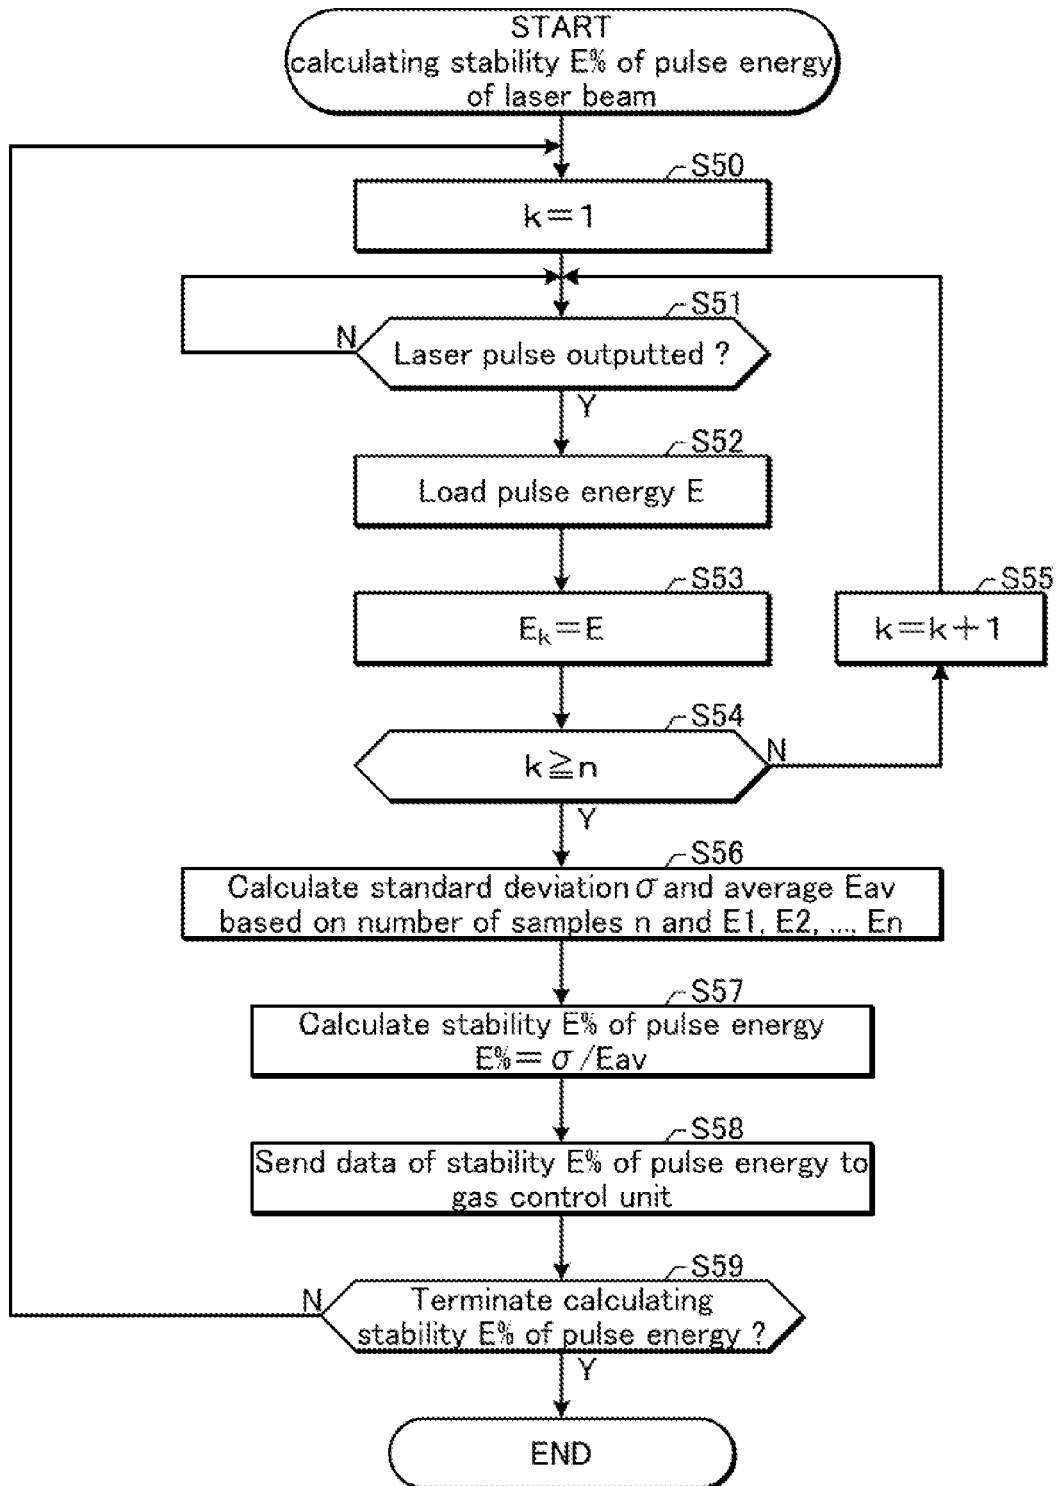 START
calculating stability E% of pulse energy
of laser beam
S50
k=1
S51
N
Laser pulse outputted ?
Y
S52
Load pulse energy E
S53
Ek=E
S55
k=k+1
S54
k≧n
N
Y
S56
Calculate standard deviation σ and average Eav
based on number of samples n and E1, E2, ..., En
S57
Calculate stability E% of pulse energy
E%=σ/Eav
S58
Send data of stability E% of pulse energy to
gas control unit
S59
N
Terminate calculating
stability E% of pulse energy ?
Y
END